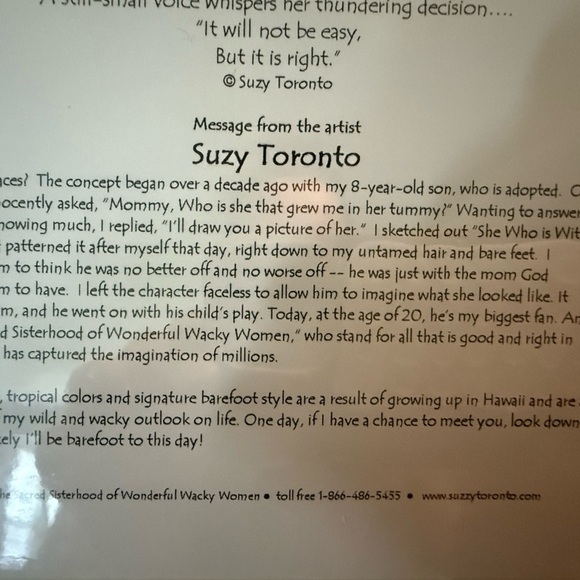 A still-small voice whispers her thundering decision….
"It will not be easy,
But it is right."
© Suzy Toronto
Message from the artist
Suzy Toronto
The concept began over a decade ago with my 8-year-old son, who is adopted.
asked, "Mommy, Who is she that grew me in her tummy?" Wanting to answer
much, I replied, "I'll draw you a picture of her." I sketched out "She Who is
patterned it after myself that day, right down to my untamed hair and bare feet. I
to think he was no better off and no worse off -- he was just with the mom God
to have. I left the character faceless to allow him to imagine what she looked like. It
and he went on with his child's play. Today, at the age of 20, he's my biggest fan.
Sisterhood of Wonderful Wacky Women," who stand for all that is good and right in
has captured the imagination of millions.
tropical colors and signature barefoot style are a result of growing up in Hawaii and are
my wild and wacky outlook on life. One day, if I have a chance to meet you, look down
I'll be barefoot to this day!
Sacred Sisterhood of Wonderful Wacky Women • toll free 1-866-486-5455 • www.suzytoronto.com